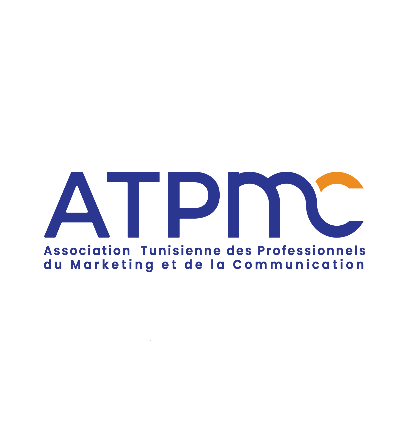 ATPMC
Association Tunisienne des Professionnels
du Marketing et de la Communication